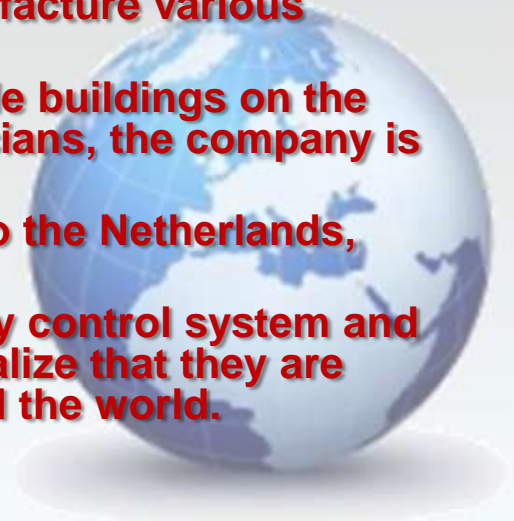 facture various
e buildings on the
tians, the company is
o the Netherlands,
y control system and
alize that they are
d the world.